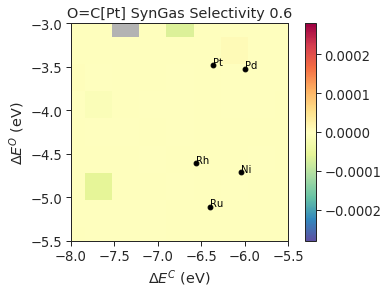 O=C[Pt] SynGas Selectivity 0.6
−3.0
−3.5
−4.0
−4.5
−5.0
−5.5
ΔE^O (eV)
Pt
Pd
Rh
Ni
Ru
−8.0 −7.5 −7.0 −6.5 −6.0 −5.5
ΔE^C (eV)
0.0002
0.0001
0.0000
−0.0001
−0.0002